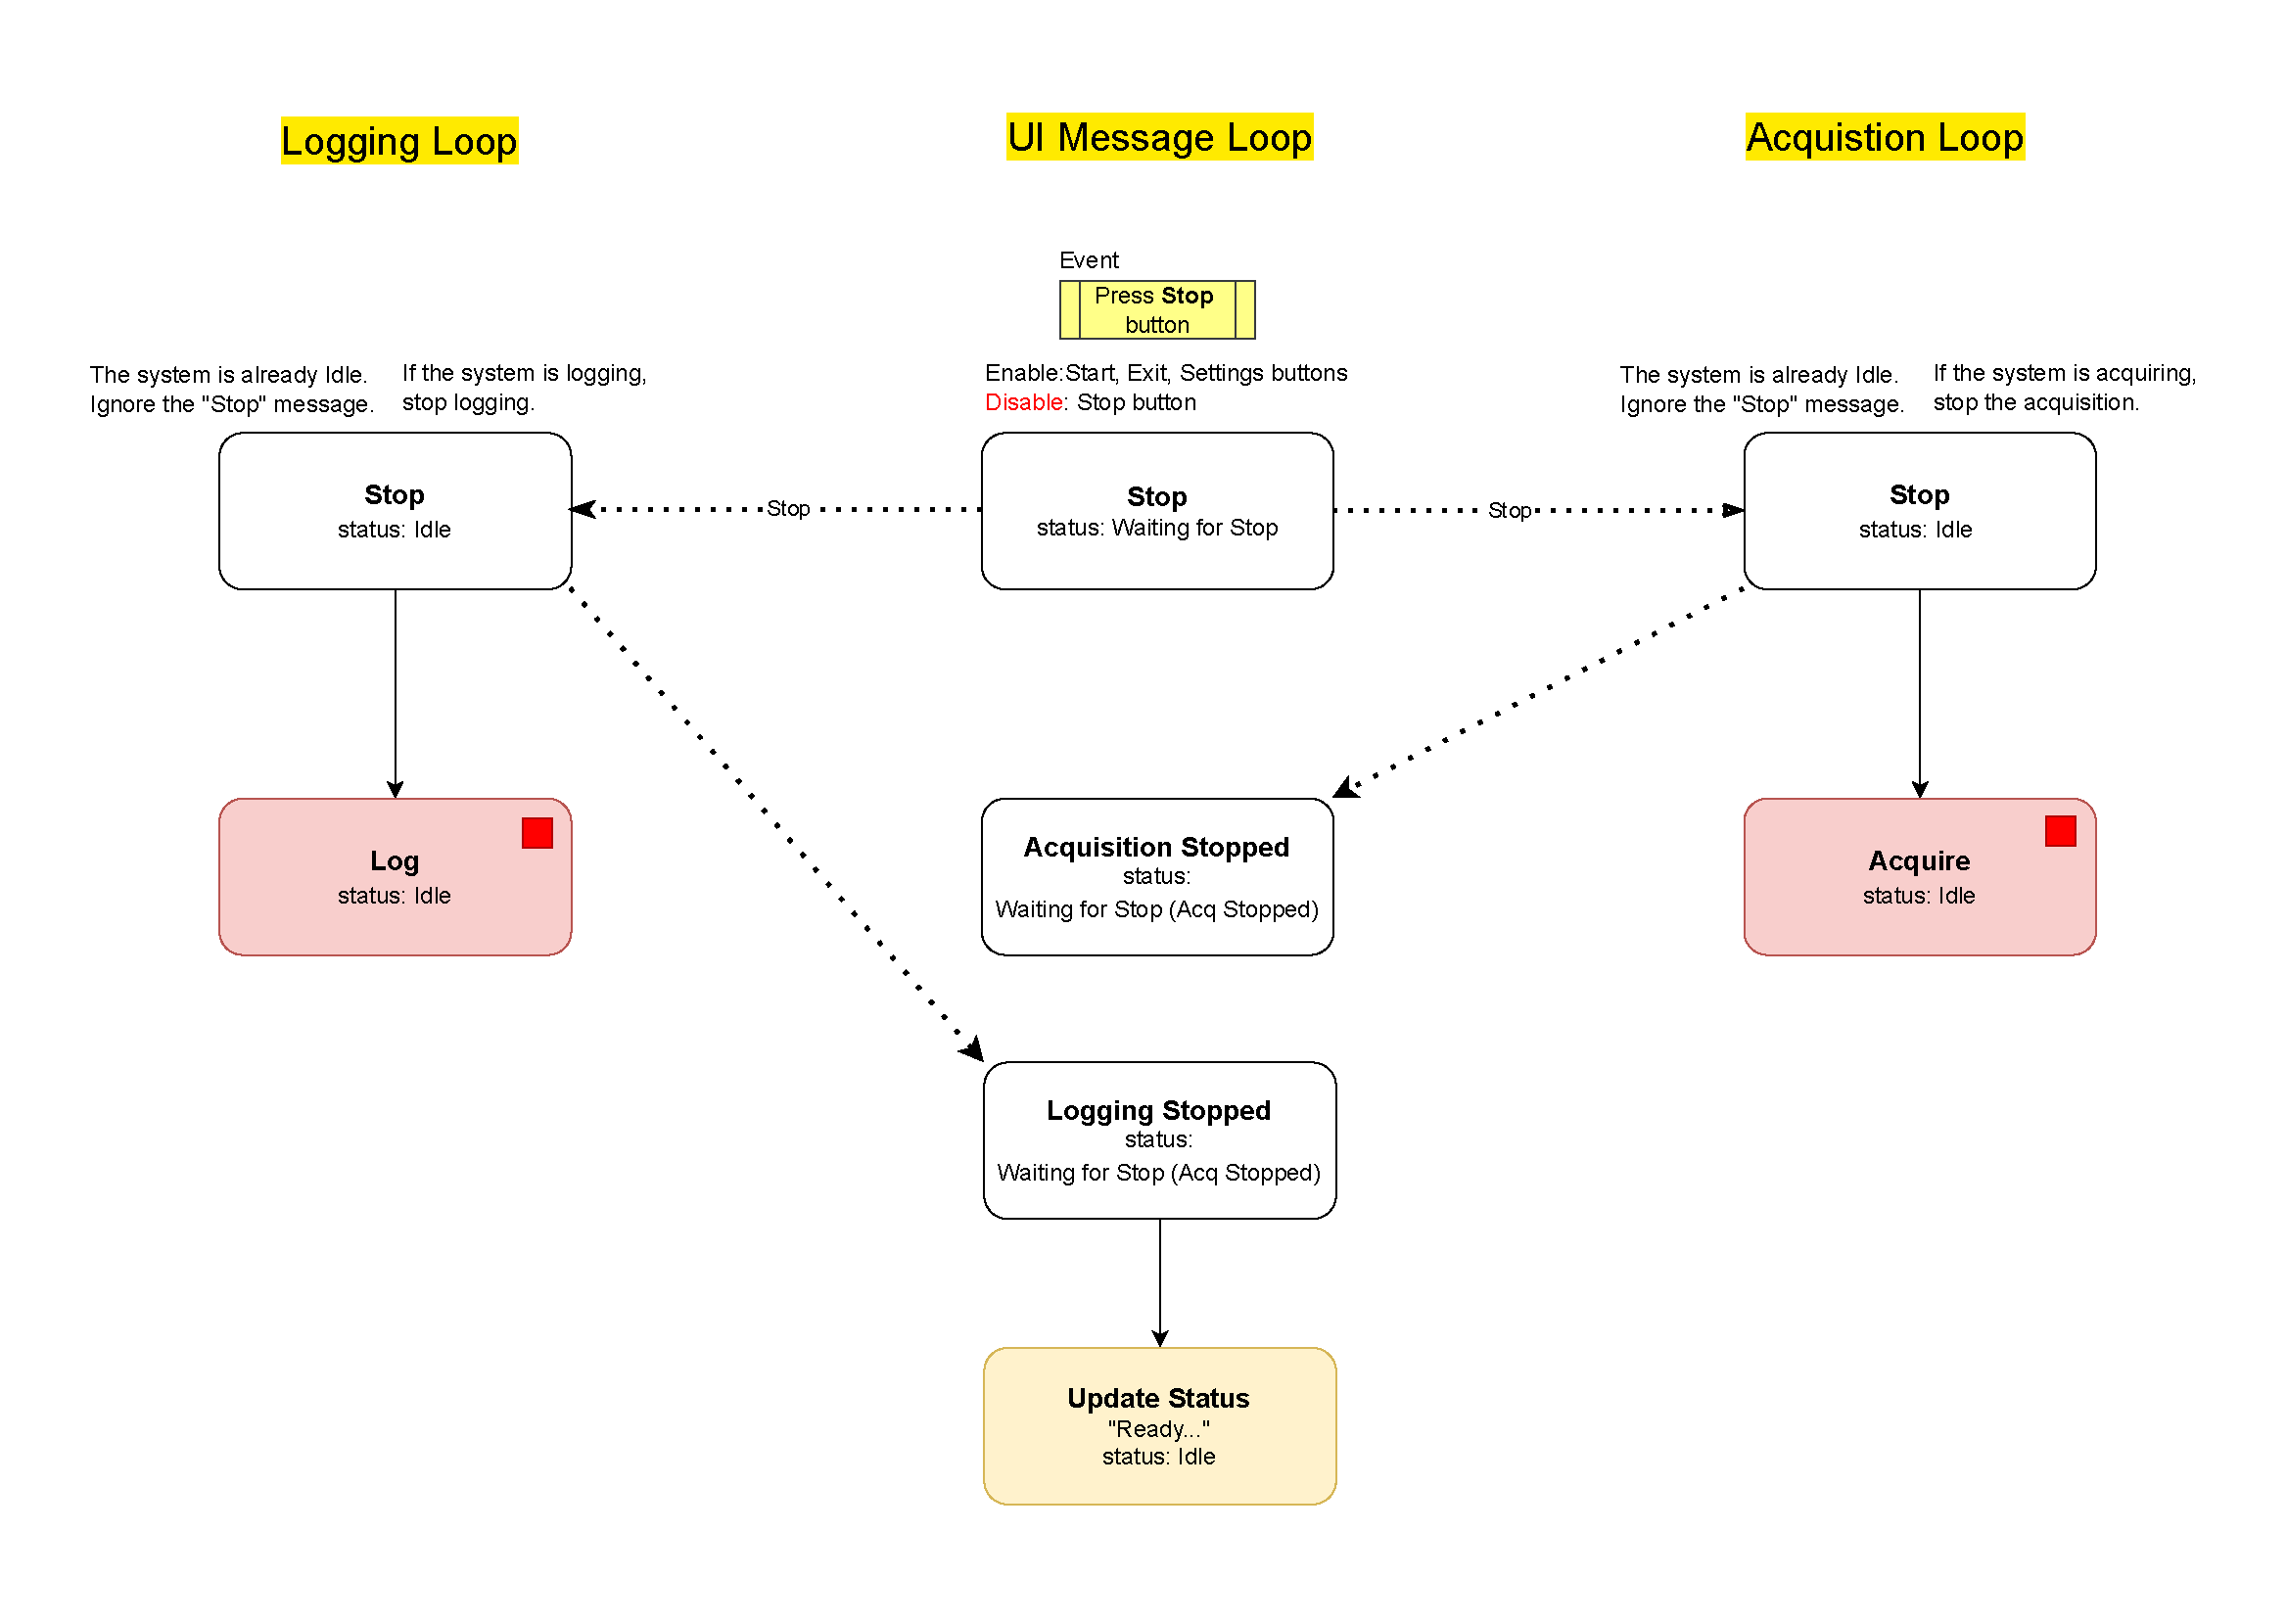 Logging Loop
UI Message Loop
Acquistion Loop
Event
Press Stop
button
The system is already Idle.
Ignore the "Stop" message.
If the system is logging,
stop logging.
Enable:Start, Exit, Settings buttons
Disable: Stop button
The system is already Idle.
Ignore the "Stop" message.
If the system is acquiring,
stop the acquisition.
Stop
status: Idle
Stop
Stop
status: Waiting for Stop
Stop
Stop
status: Idle
Log
status: Idle
Acquisition Stopped
status:
Waiting for Stop (Acq Stopped)
Acquire
status: Idle
Logging Stopped
status:
Waiting for Stop (Acq Stopped)
Update Status
"Ready..."
status: Idle